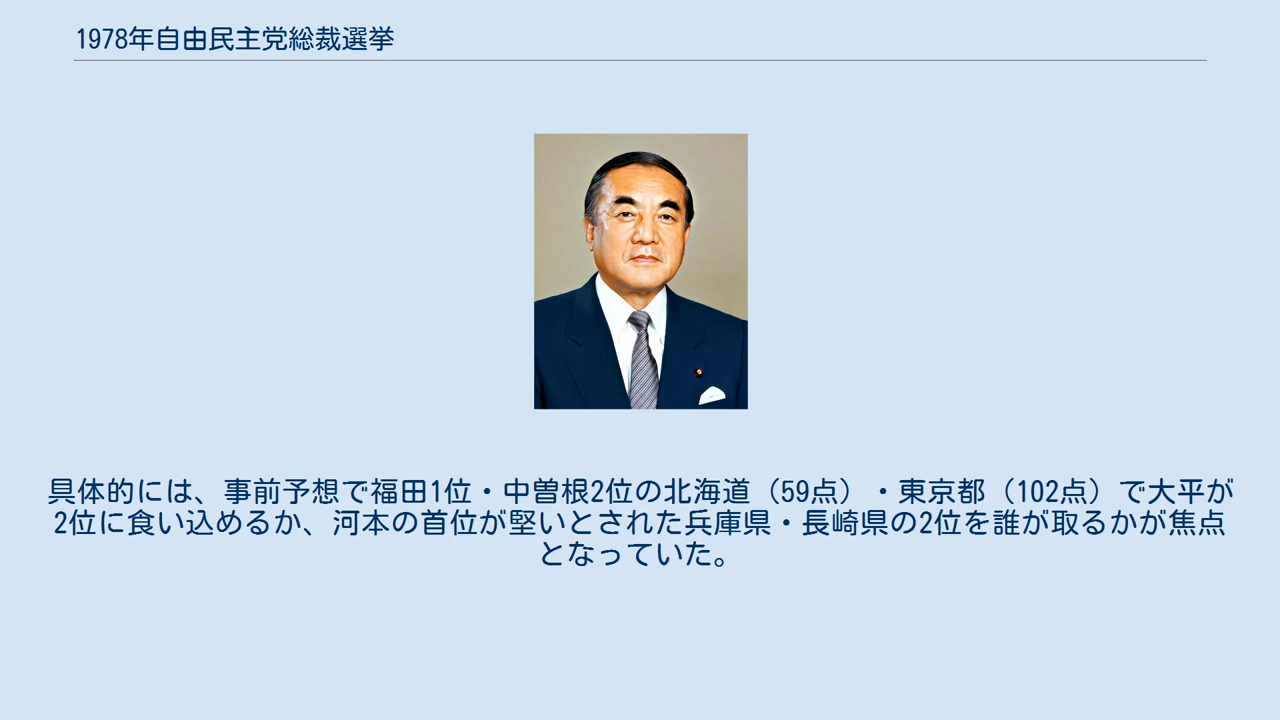 1978年自由民主党総裁選挙
具体的には、事前予想で福田1位・中曽根2位の北海道（59点）・東京都（102点）で大平が
2位に食い込めるか、河本の首位が堅いとされた兵庫県・長崎県の2位を誰が取るかが焦点
となっていた。